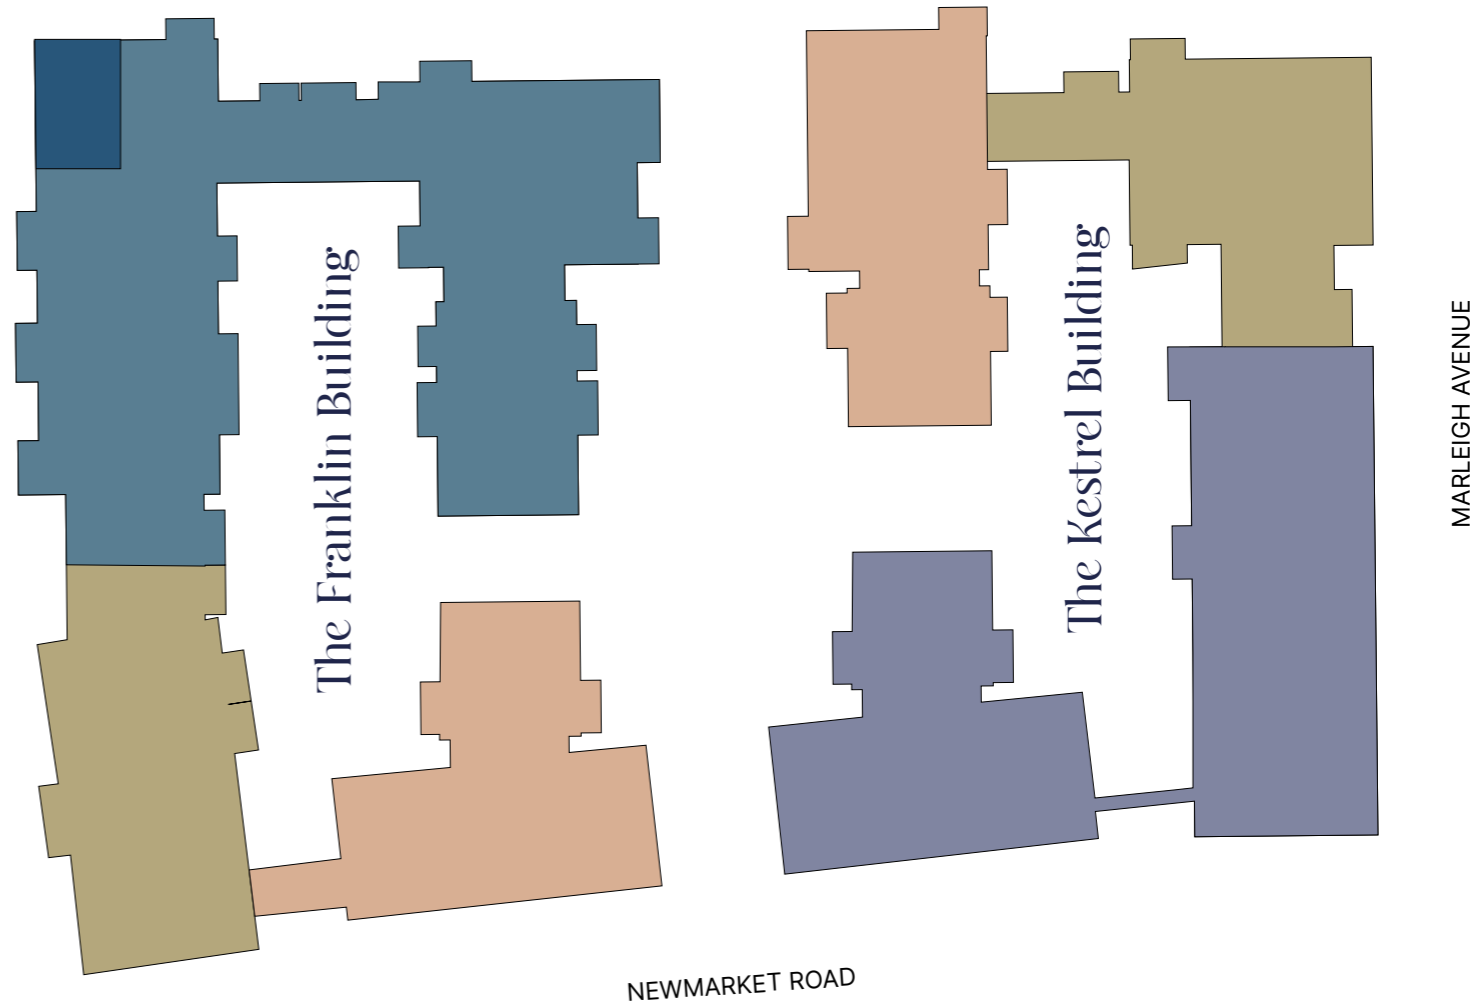 The Franklin Building
The Kestrel Building
MARLEIGH AVENUE
NEWMARKET ROAD